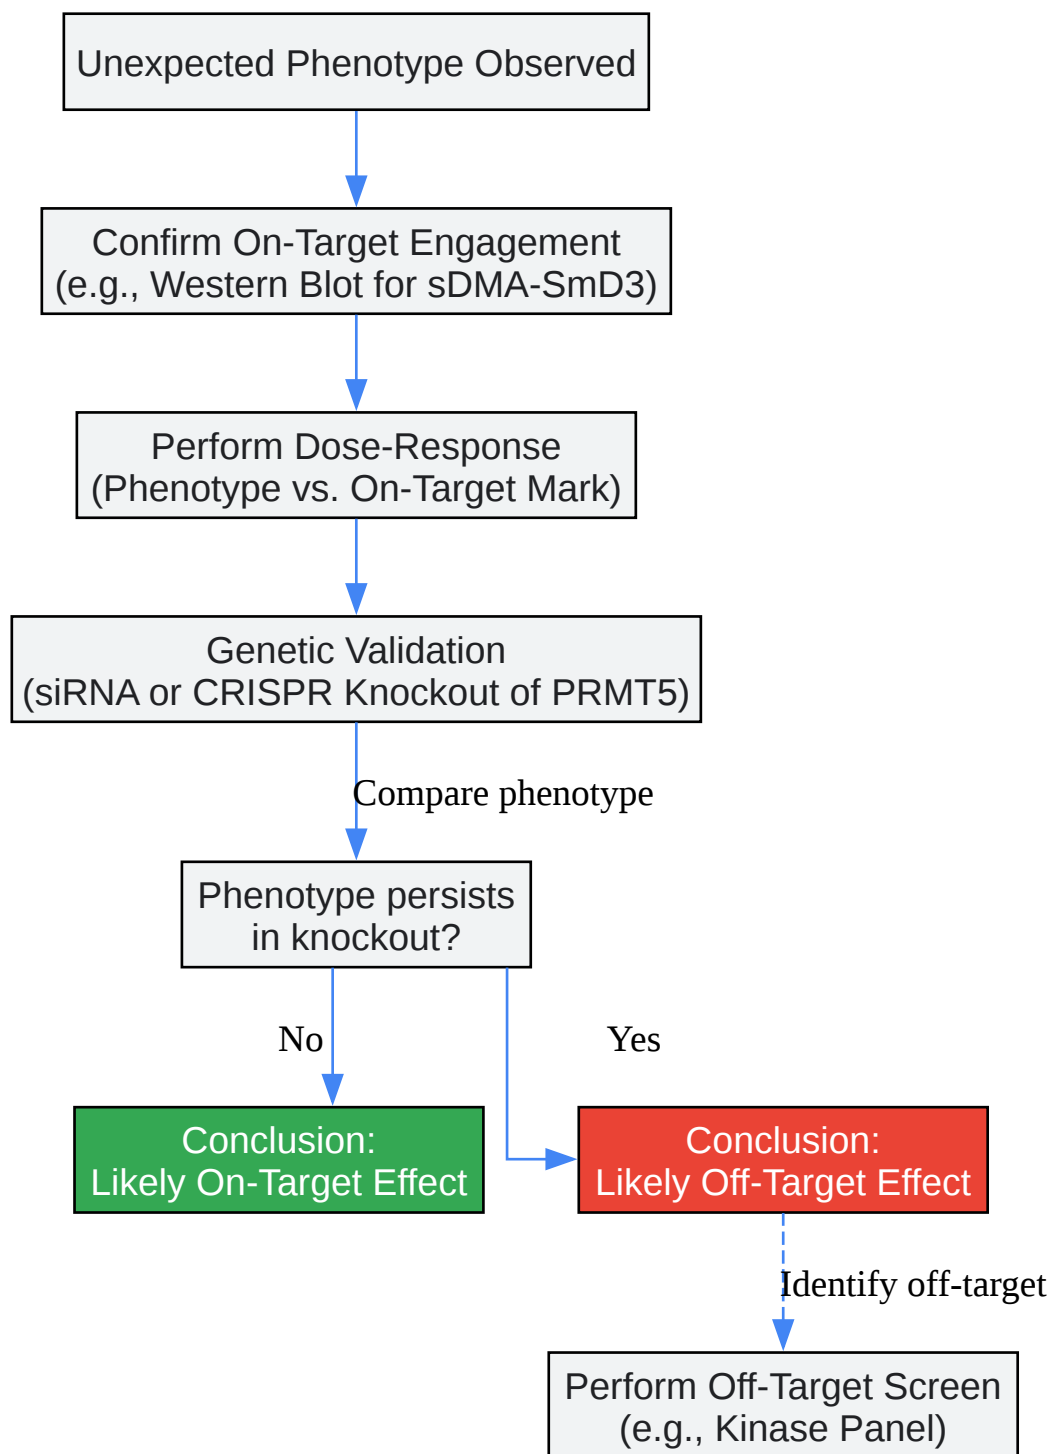 Unexpected Phenotype Observed
Confirm On-Target Engagement
(e.g., Western Blot for sDMA-SmD3)
Perform Dose-Response
(Phenotype vs. On-Target Mark)
Genetic Validation
(siRNA or CRISPR Knockout of PRMT5)
Compare phenotype
Phenotype persists
in knockout?
No
Yes
Conclusion:
Likely On-Target Effect
Conclusion:
Likely Off-Target Effect
Identify off-target
Perform Off-Target Screen
(e.g., Kinase Panel)